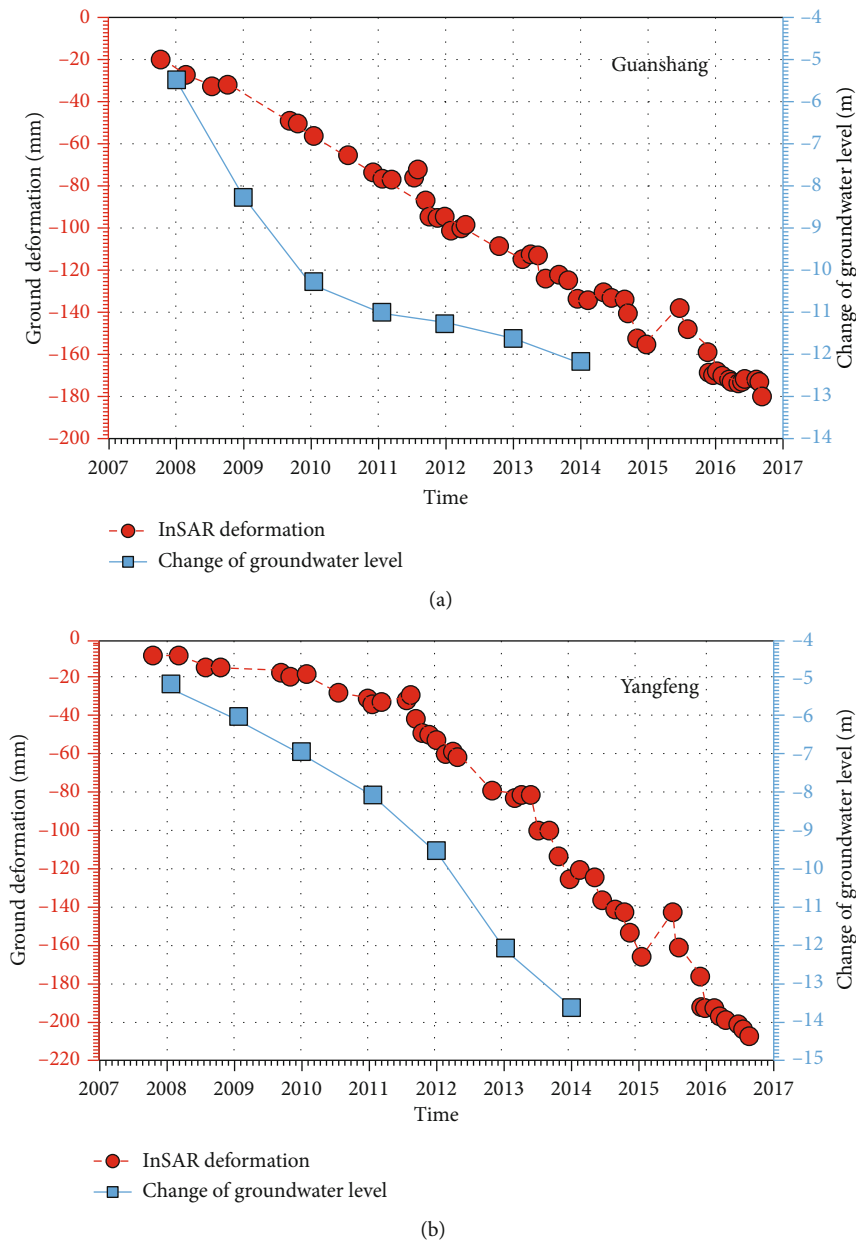 0
−20
−40
−60
−80
−100
−120
−140
−160
−180
−200
Ground deformation (mm)
Guanshang
−4
−5
−6
−7
−8
−9
−10
−11
−12
−13
−14
Change of groundwater level (m)
2007 2008 2009 2010 2011 2012 2013 2014 2015 2016 2017
Time
InSAR deformation
Change of groundwater level
(a)
0
−20
−40
−60
−80
−100
−120
−140
−160
−180
−200
−220
Ground deformation (mm)
Yangfeng
−4
−5
−6
−7
−8
−9
−10
−11
−12
−13
−14
−15
Change of groundwater level (m)
2007 2008 2009 2010 2011 2012 2013 2014 2015 2016 2017
Time
InSAR deformation
Change of groundwater level
(b)